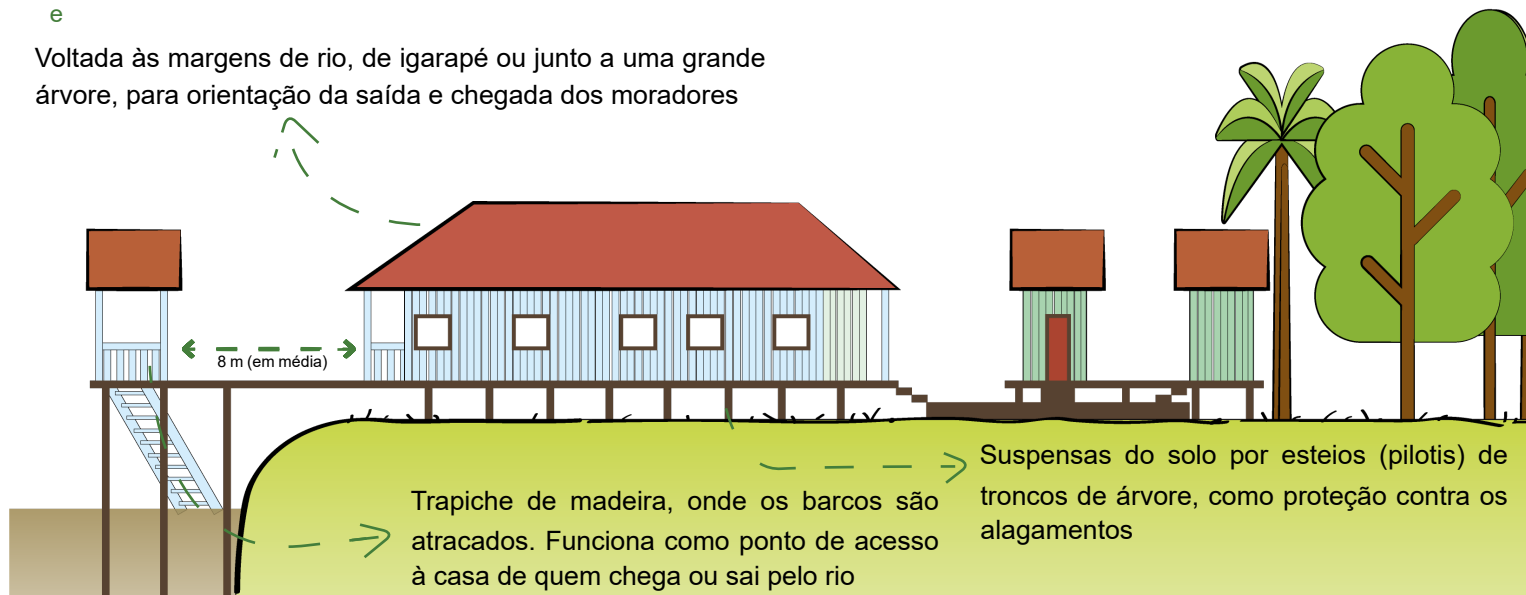 e
Voltada às margens de rio, de igarapé ou junto a uma grande
árvore, para orientação da saída e chegada dos moradores
8 m (em média)
Trapiche de madeira, onde os barcos são
atracados. Funciona como ponto de acesso
à casa de quem chega ou sai pelo rio
Suspensas do solo por esteios (pilotis) de
troncos de árvore, como proteção contra os
alagamentos